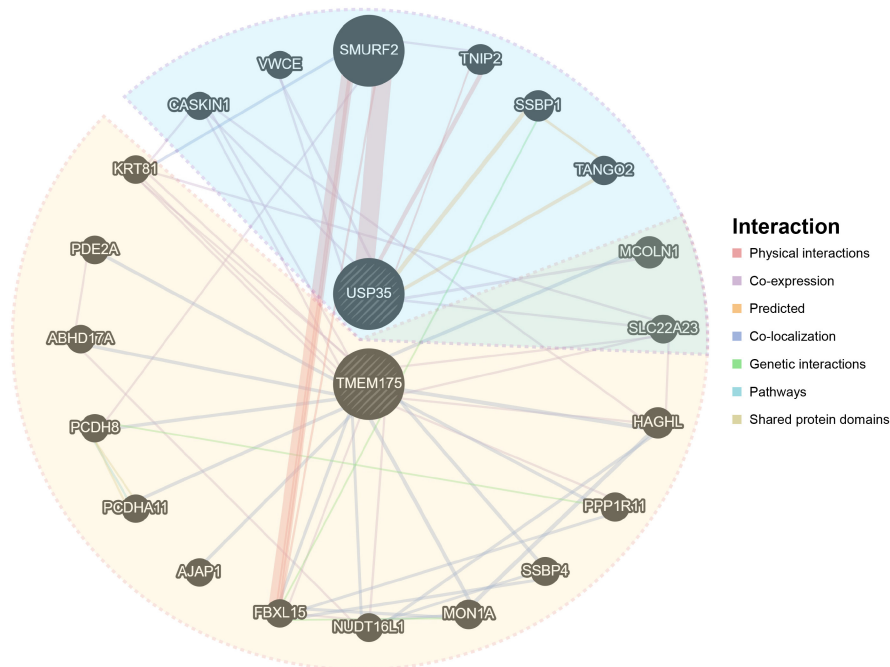 SMURF2
VWCE
TNIP2
CASKIN1
SSBP1
KRT81
TANGO2
PDE2A
MCOLN1
USP35
ABHD17A
SLC22A23
TMEM175
PCDH8
HAGHL
PCDHA11
PPP1R11
AJAP1
SSBP4
FBXL15
NUDT16L1
MON1A
Interaction
Physical interactions
Co-expression
Predicted
Co-localization
Genetic interactions
Pathways
Shared protein domains